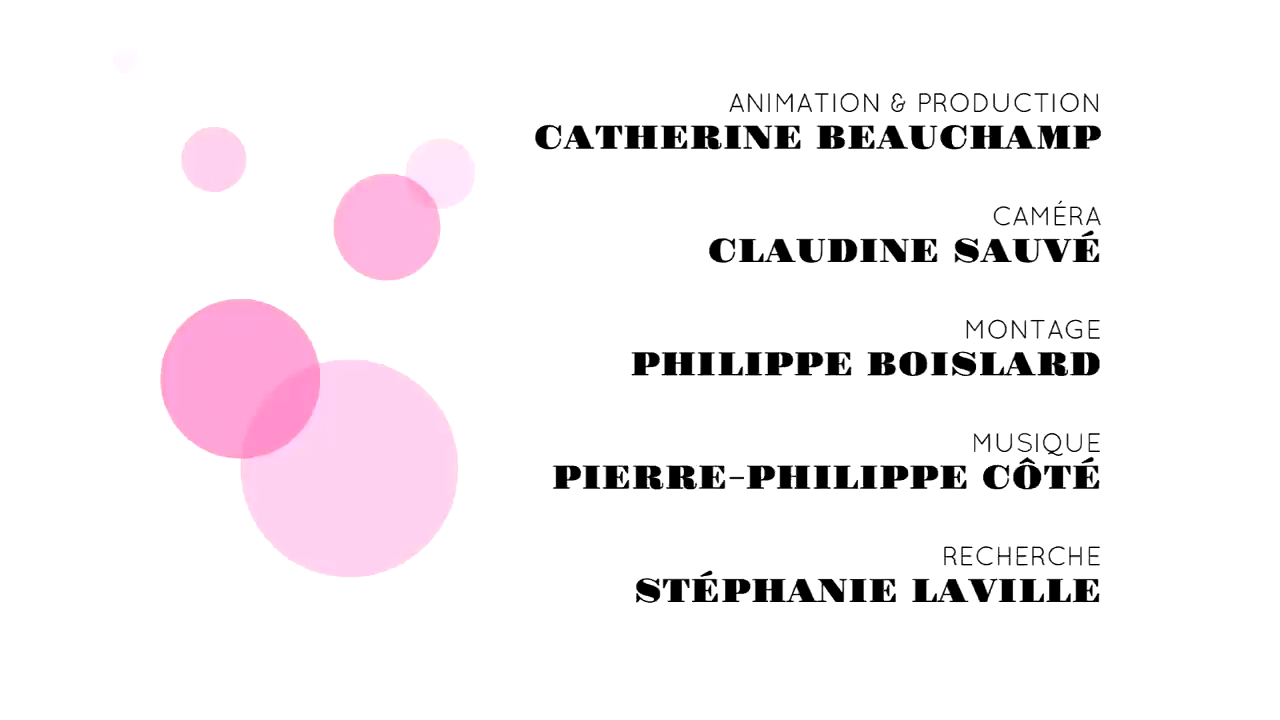 ANIMATION & PRODUCTION
CATHERINE BEAUCHAMP
CAMÉRA
CLAUDINE SAUVÉ
MONTAGE
PHILIPPE BOISLARD
MUSIQUE
PIERRE-PHILIPPE CÔTÉ
RECHERCHE
STÉPHANIE LAVILLE